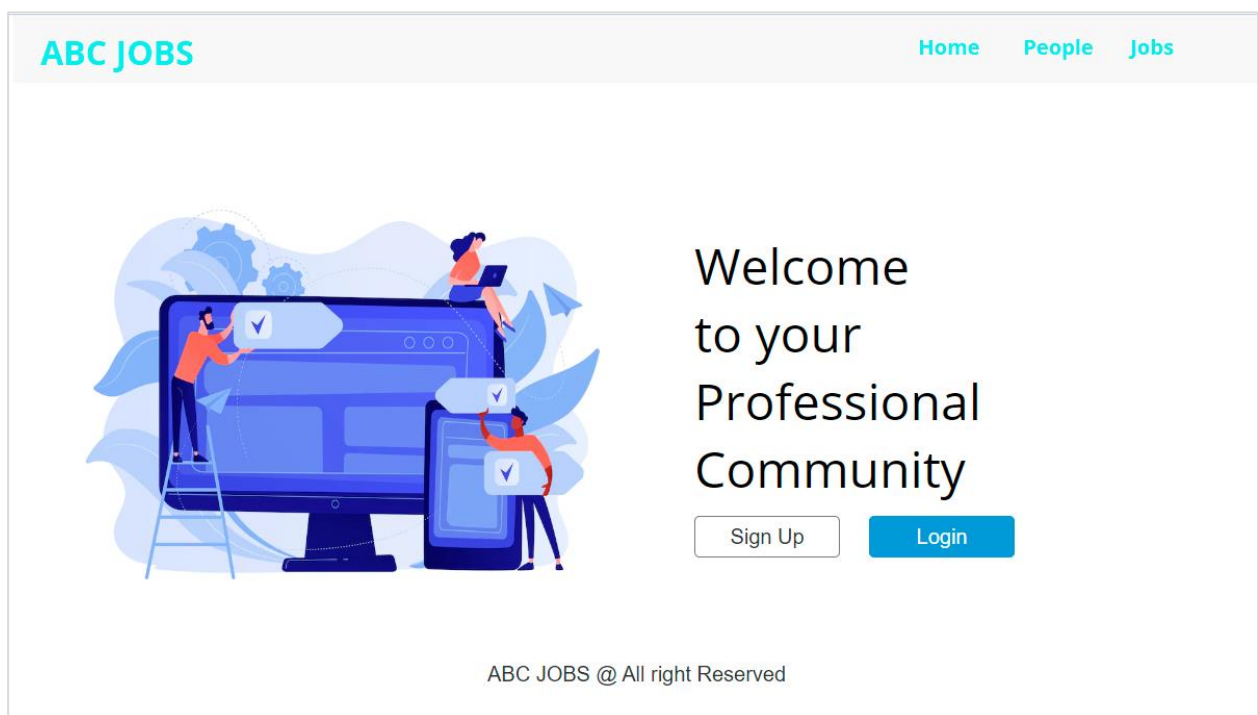 ABC JOBS
Home People Jobs
Welcome
to your
Professional
Community
Sign Up Login
ABC JOBS @ All right Reserved